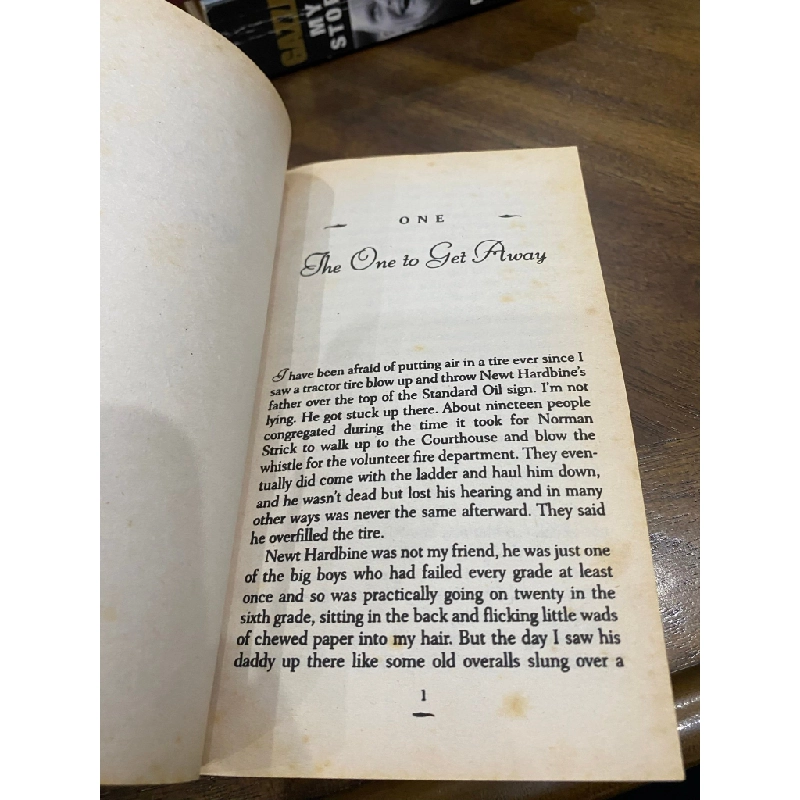 GAZZA
MY
STOR
ONE
The One to Get Away
I have been afraid of putting air in a tire ever since I
saw a tractor tire blow up and throw Newt Hardbine's
father over the top of the Standard Oil sign. I'm not
lying. He got stuck up there. About nineteen people
congregated during the time it took for Norman
Strick to walk up to the Courthouse and blow the
whistle for the volunteer fire department. They even-
tually did come with the ladder and haul him down,
and he wasn't dead but lost his hearing and in many
other ways was never the same afterward. They said
he overfilled the tire.
Newt Hardbine was not my friend, he was just one
of the big boys who had failed every grade at least
once and so was practically going on twenty in the
sixth grade, sitting in the back and flicking little wads
of chewed paper into my hair. But the day I saw his
daddy up there like some old overalls slung over a
1